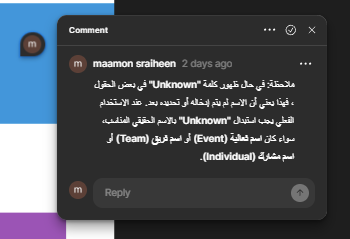 Comment
m
m
maamon sraiheen 2 days ago
ملاحظة: في حال ظهور كلمة "Unknown" في بعض الحقول
، فهذا يعني أن الاسم لم يتم إدخاله أو تحديده بعد. عند الاستخدام
الفعلي يجب استبدال "Unknown" بالاسم الحقيقي المناسب،
سواء كان اسم فعالية (Event) أو اسم فريق (Team) أو
اسم مشارك (Individual).
m
Reply